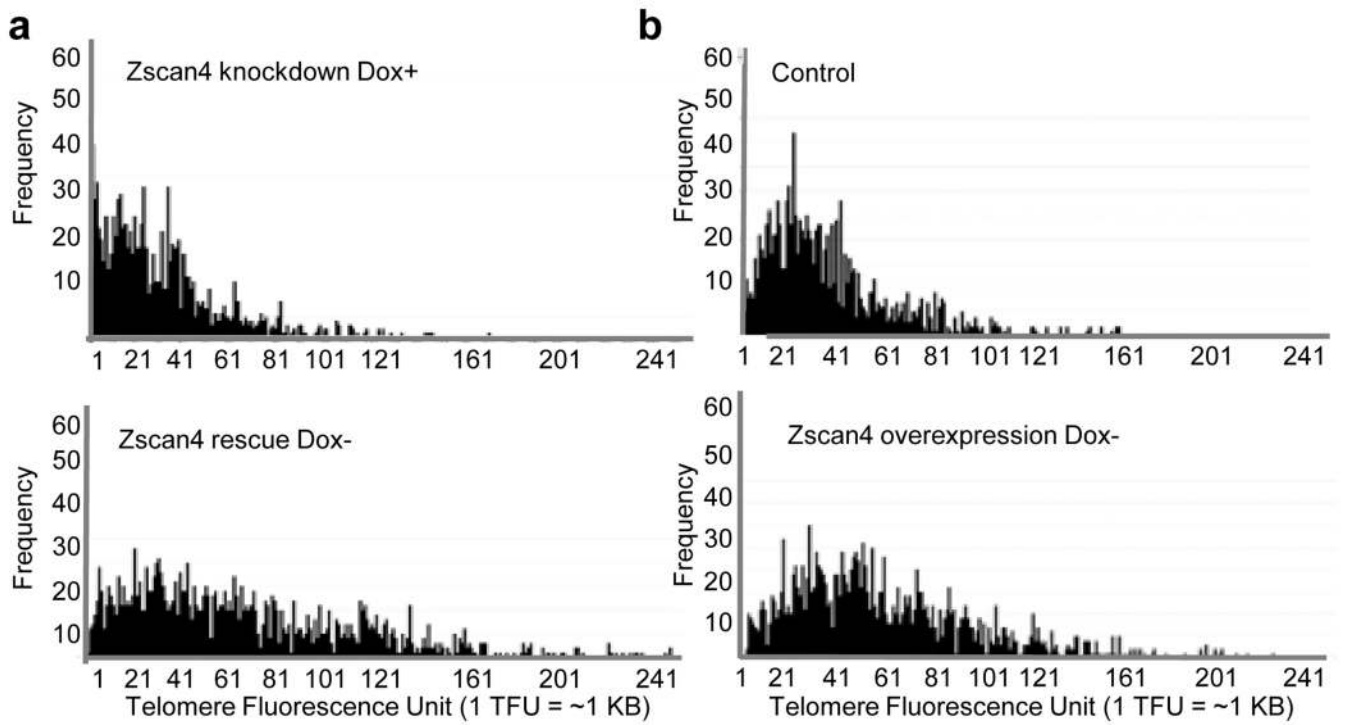 a
Zscan4 knockdown Dox+
Frequency
60
50
40
30
20
10
1 21 41 61 81 101 121 161 201 241
b
Control
Frequency
60
50
40
30
20
10
1 21 41 61 81 101 121 161 201 241
Zscan4 rescue Dox-
Frequency
60
50
40
30
20
10
1 21 41 61 81 101 121 161 201 241
Telomere Fluorescence Unit (1 TFU = ~1 KB)
Zscan4 overexpression Dox-
Frequency
60
50
40
30
20
10
1 21 41 61 81 101 121 161 201 241
Telomere Fluorescence Unit (1 TFU = ~1 KB)